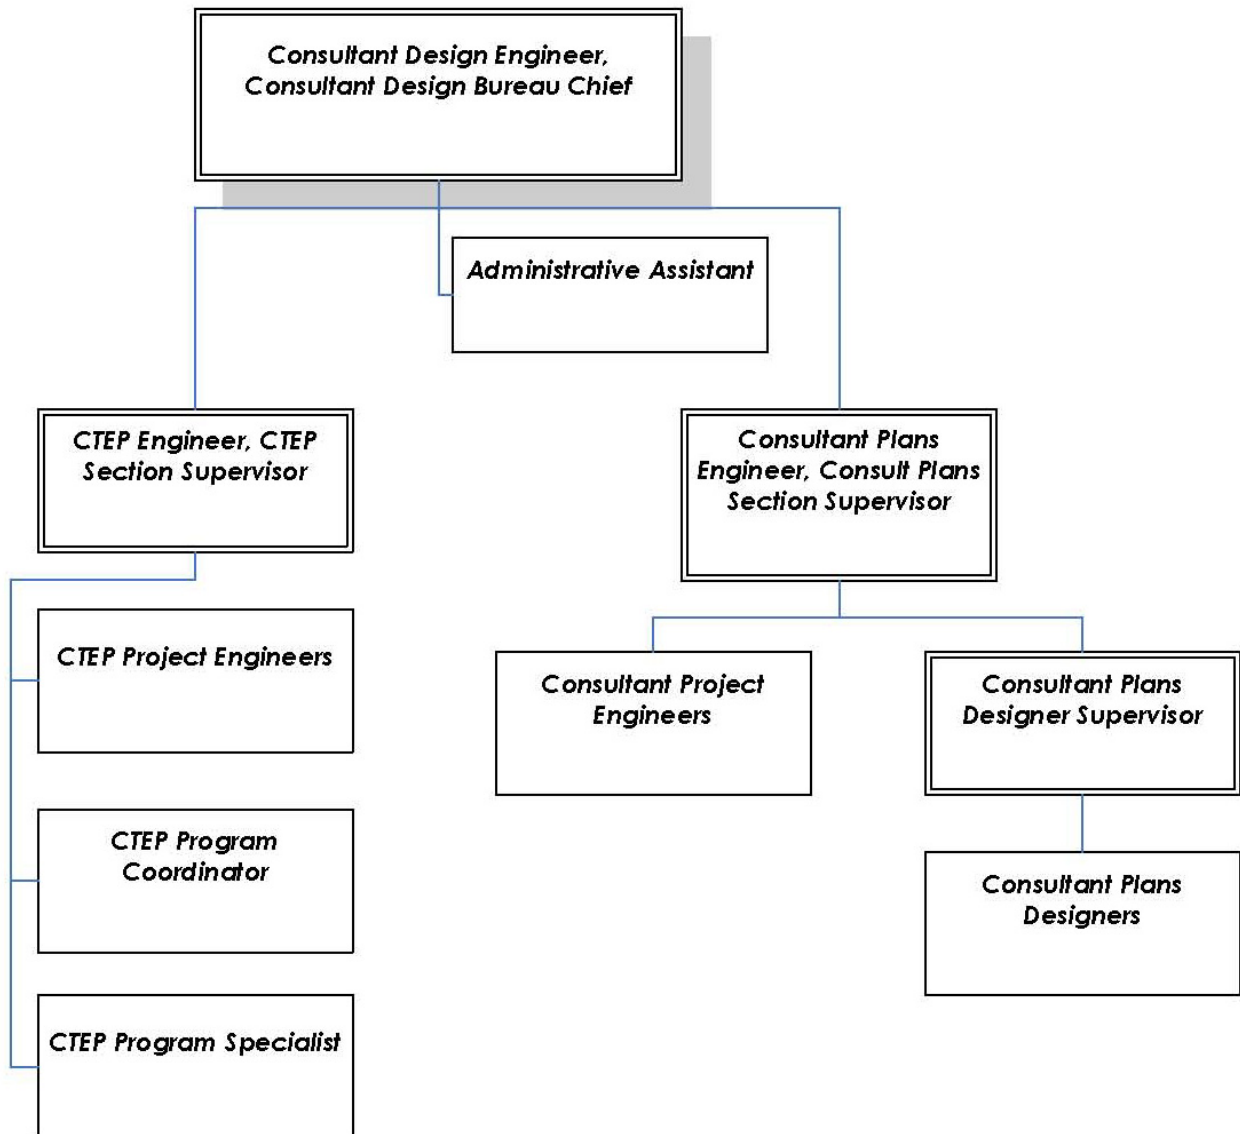 Consultant Design Engineer,
Consultant Design Bureau Chief
Administrative Assistant
CTEP Engineer, CTEP
Section Supervisor
Consultant Plans
Engineer, Consult Plans
Section Supervisor
CTEP Project Engineers
Consultant Project
Engineers
Consultant Plans
Designer Supervisor
CTEP Program
Coordinator
Consultant Plans
Designers
CTEP Program Specialist